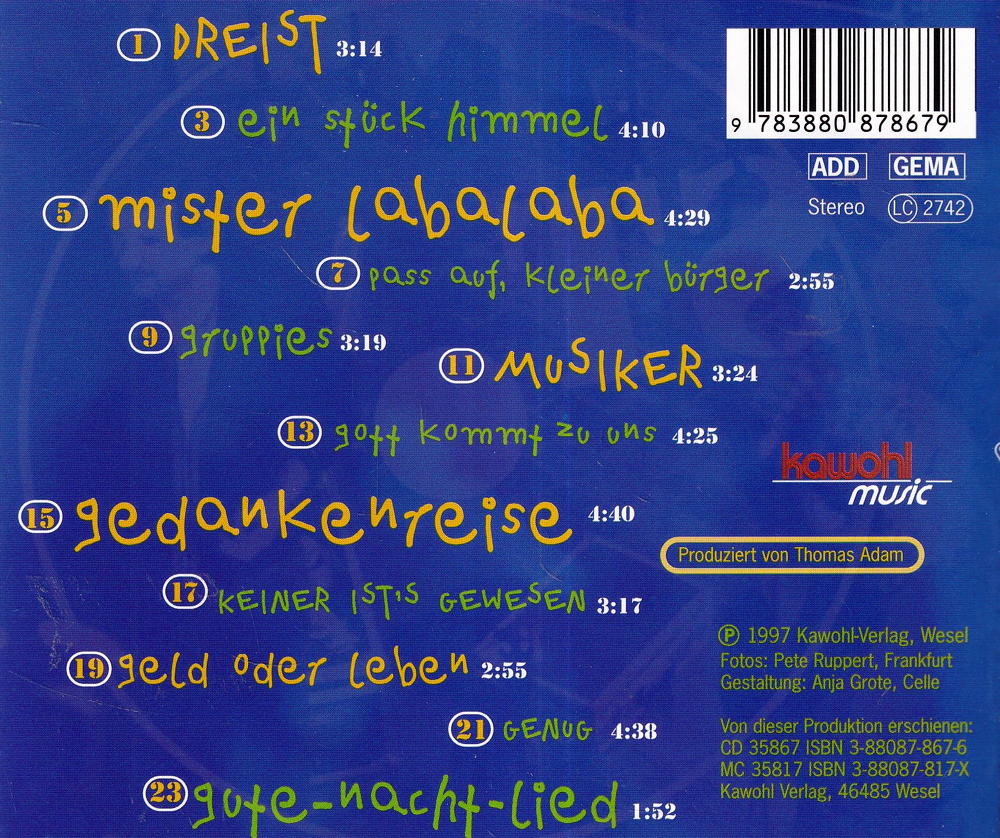 1 DREIST 3:14
3 ein stück himmel 4:10
5 mister labalaba 4:29
7 pass auf, kleiner bürger 2:55
9 gruppies 3:19
11 MUSIKER 3:24
13 gott kommt zu uns 4:25
15 gedankenreise 4:40
17 KEINER IST'S GEWESEN 3:17
19 geld oder leben 2:55
21 GENUG 4:38
23 gute-nacht-lied 1:52
9 783880 878679
ADD GEMA
Stereo LC 2742
kawohl
music
Produziert von Thomas Adam
℗ 1997 Kawohl-Verlag, Wesel
Fotos: Pete Ruppert, Frankfurt
Gestaltung: Anja Grote, Celle
Von dieser Produktion erschienen:
CD 35867 ISBN 3-88087-867-6
MC 35817 ISBN 3-88087-817-X
Kawohl Verlag, 46485 Wesel